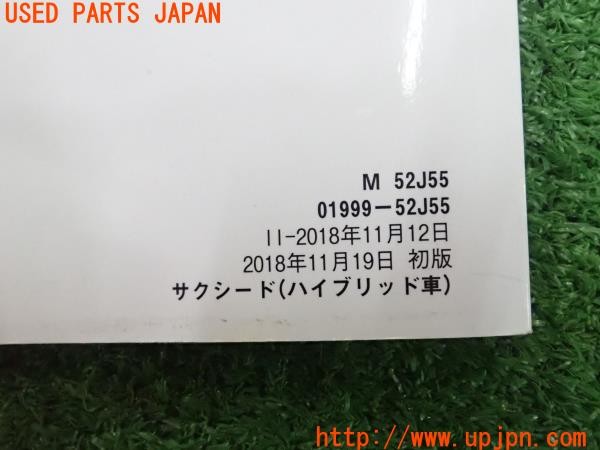 USED PARTS JAPAN
M 52J55
01999-52J55
II-2018年11月12日
2018年11月19日 初版
サクシード(ハイブリッド車)
http://www.upjpn.com/